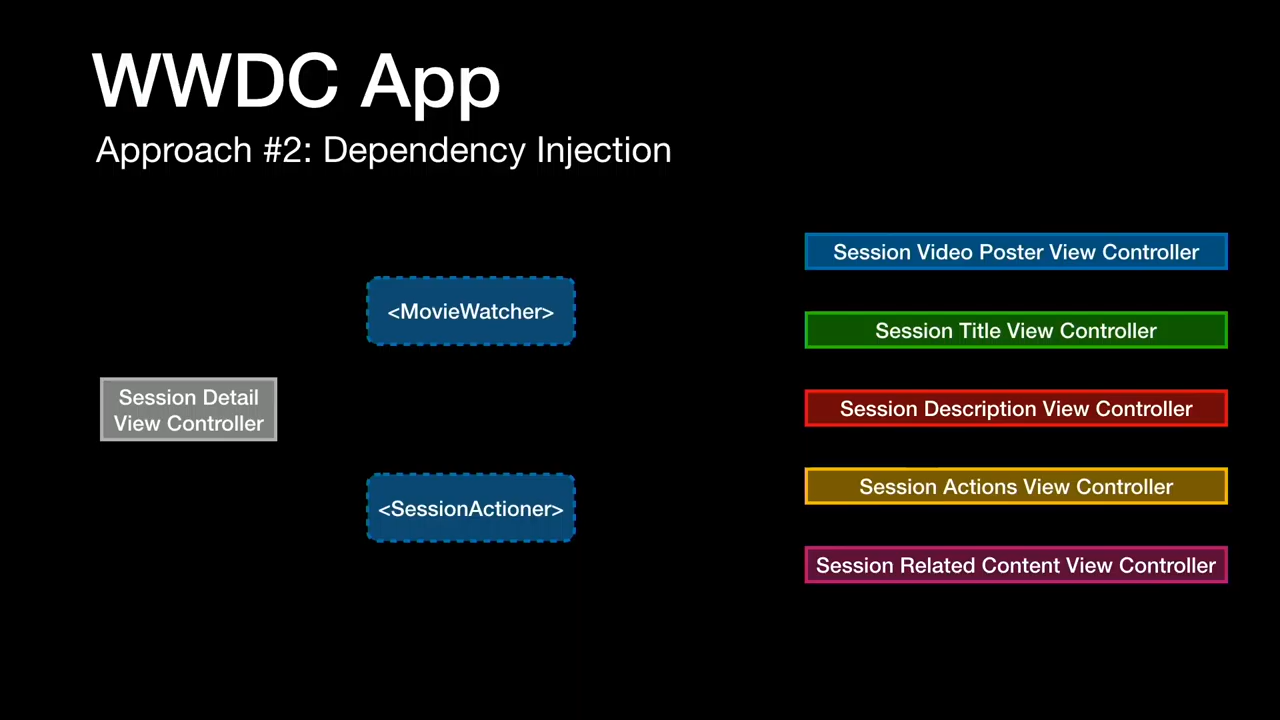 WWDC App
Approach #2: Dependency Injection
Session Video Poster View Controller
<MovieWatcher>
Session Title View Controller
Session Detail
View Controller
Session Description View Controller
Session Actions View Controller
<SessionActioner>
Session Related Content View Controller